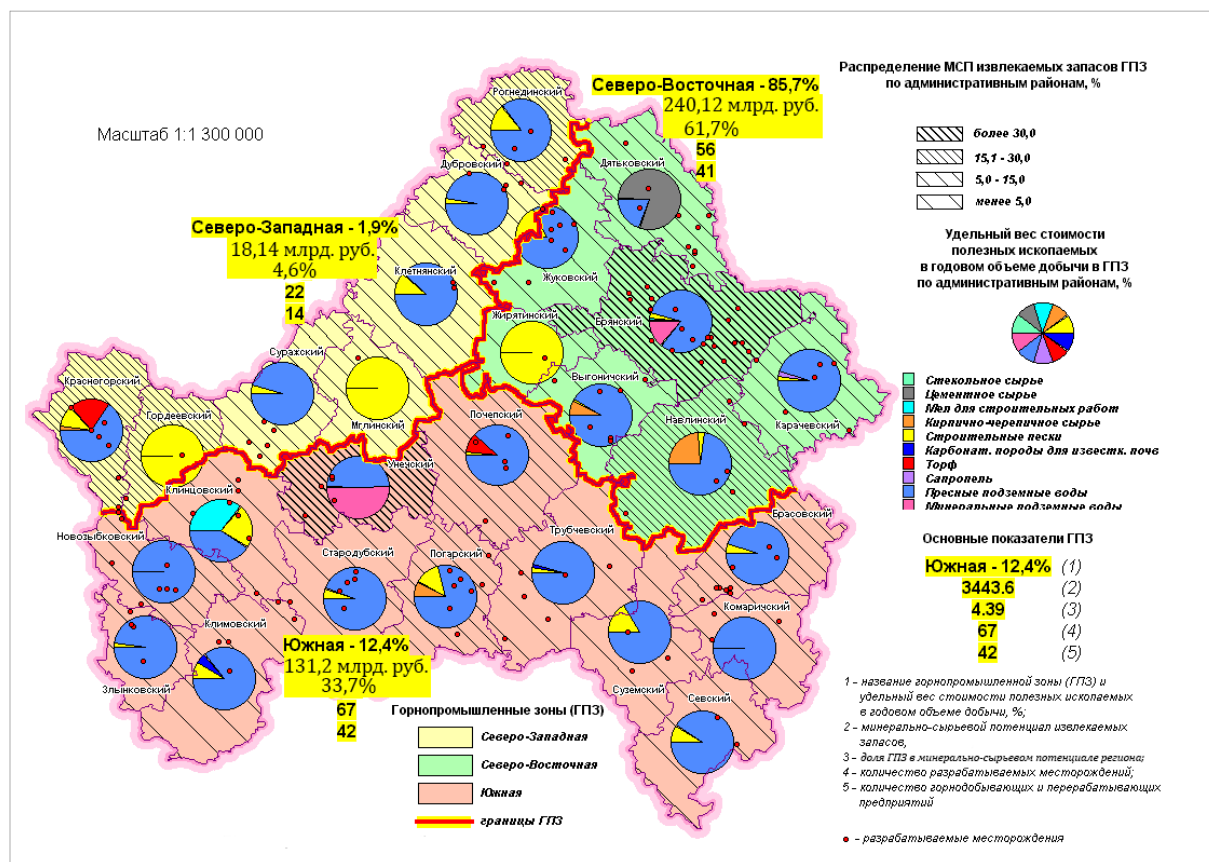 Распределение МСП извлекаемых запасов ГПЗ
по административным районам, %
более 30,0
15,1 - 30,0
5,0 - 15,0
менее 5,0
Удельный вес стоимости
полезных ископаемых
в годовом объеме добычи в ГПЗ
по административным районам, %
Стекольное сырье
Цементное сырье
Мел для строительных работ
Кирпично-черепичное сырье
Строительные пески
Карбонат. породы для известк. почв
Торф
Сапропель
Пресные подземные воды
Минеральные подземные воды
Основные показатели ГПЗ
Южная - 12,4% (1)
3443.6 (2)
4.39 (3)
67 (4)
42 (5)
1 – название горнопромышленной зоны (ГПЗ) и
удельный вес стоимости полезных ископаемых
в годовом объеме добычи, %;
2 – минерально-сырьевой потенциал извлекаемых
запасов,
3 – доля ГПЗ в минерально-сырьевом потенциале региона;
4 – количество разрабатываемых месторождений;
5 – количество горнодобывающих и перерабатывающих
предприятий
- разрабатываемые месторождения
Масштаб 1:1 300 000
Северо-Восточная - 85,7%
240,12 млрд. руб.
61,7%
56
41
Северо-Западная - 1,9%
18,14 млрд. руб.
4,6%
22
14
Южная - 12,4%
131,2 млрд. руб.
33,7%
67
42
Рогнединский
Дубровский
Дятьковский
Клетнянский
Жуковский
Жирятинский
Брянский
Суражский
Выгоничский
Красногорский
Гордеевский
Мглинский
Почепский
Навлинский
Карачевский
Унечский
Клинцовский
Новозыбковский
Стародубский
Погарский
Трубчевский
Брасовский
Комаричский
Климовский
Злынковский
Суземский
Севский
Горнопромышленные зоны (ГПЗ)
Северо-Западная
Северо-Восточная
Южная
границы ГПЗ